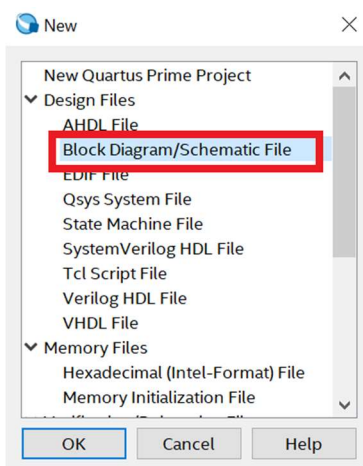 New
New Quartus Prime Project
Design Files
AHDL File
Block Diagram/Schematic File
EDIF File
Qsys System File
State Machine File
SystemVerilog HDL File
Tcl Script File
Verilog HDL File
VHDL File
Memory Files
Hexadecimal (Intel-Format) File
Memory Initialization File
OK Cancel Help